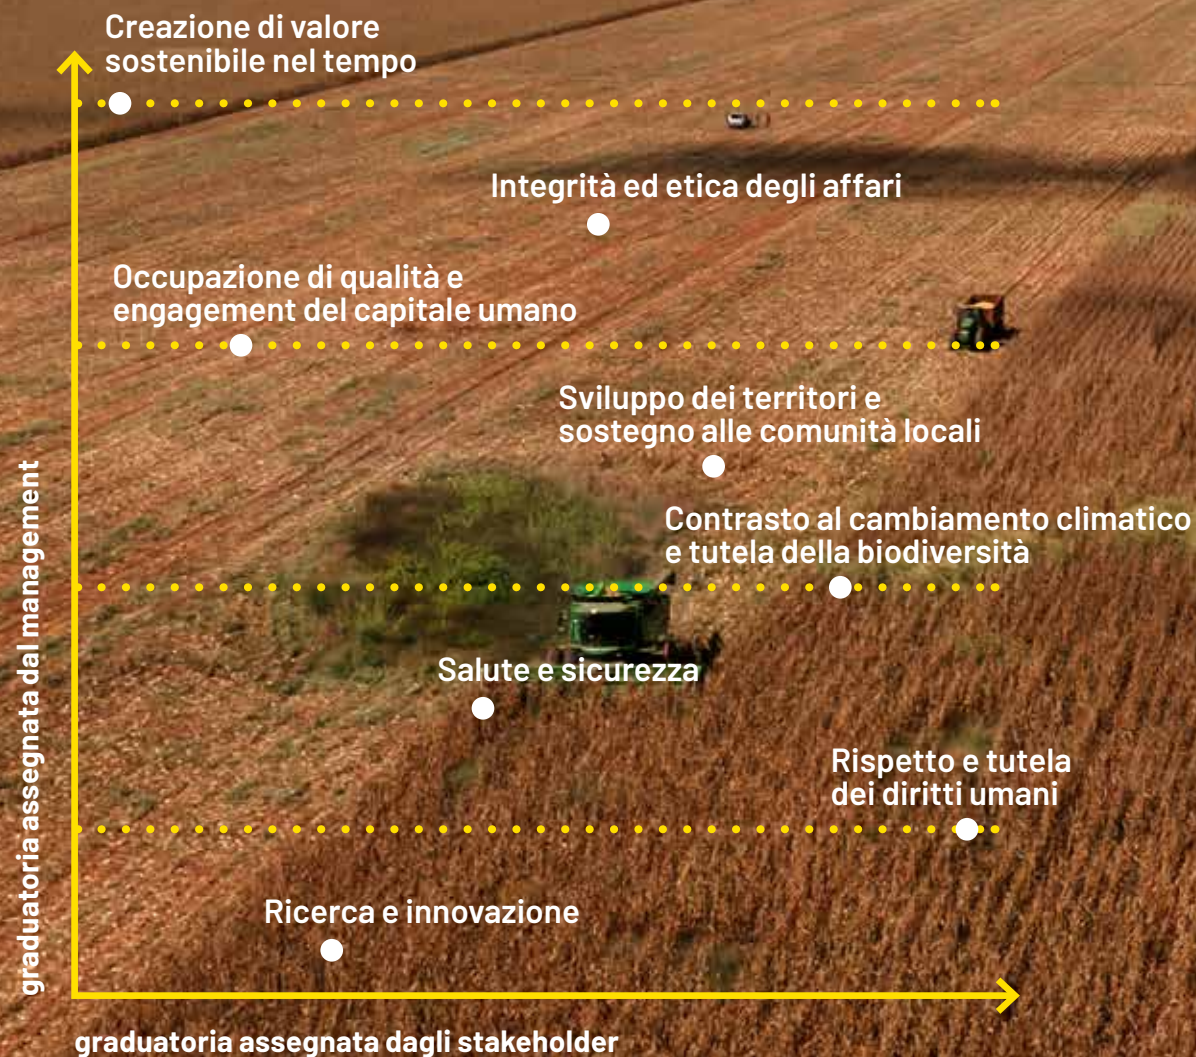 Creazione di valore
sostenibile nel tempo
Integrità ed etica degli affari
Occupazione di qualità e
engagement del capitale umano
Sviluppo dei territori e
sostegno alle comunità locali
Contrasto al cambiamento climatico
e tutela della biodiversità
Salute e sicurezza
Rispetto e tutela
dei diritti umani
Ricerca e innovazione
graduatoria assegnata dal management
graduatoria assegnata dagli stakeholder